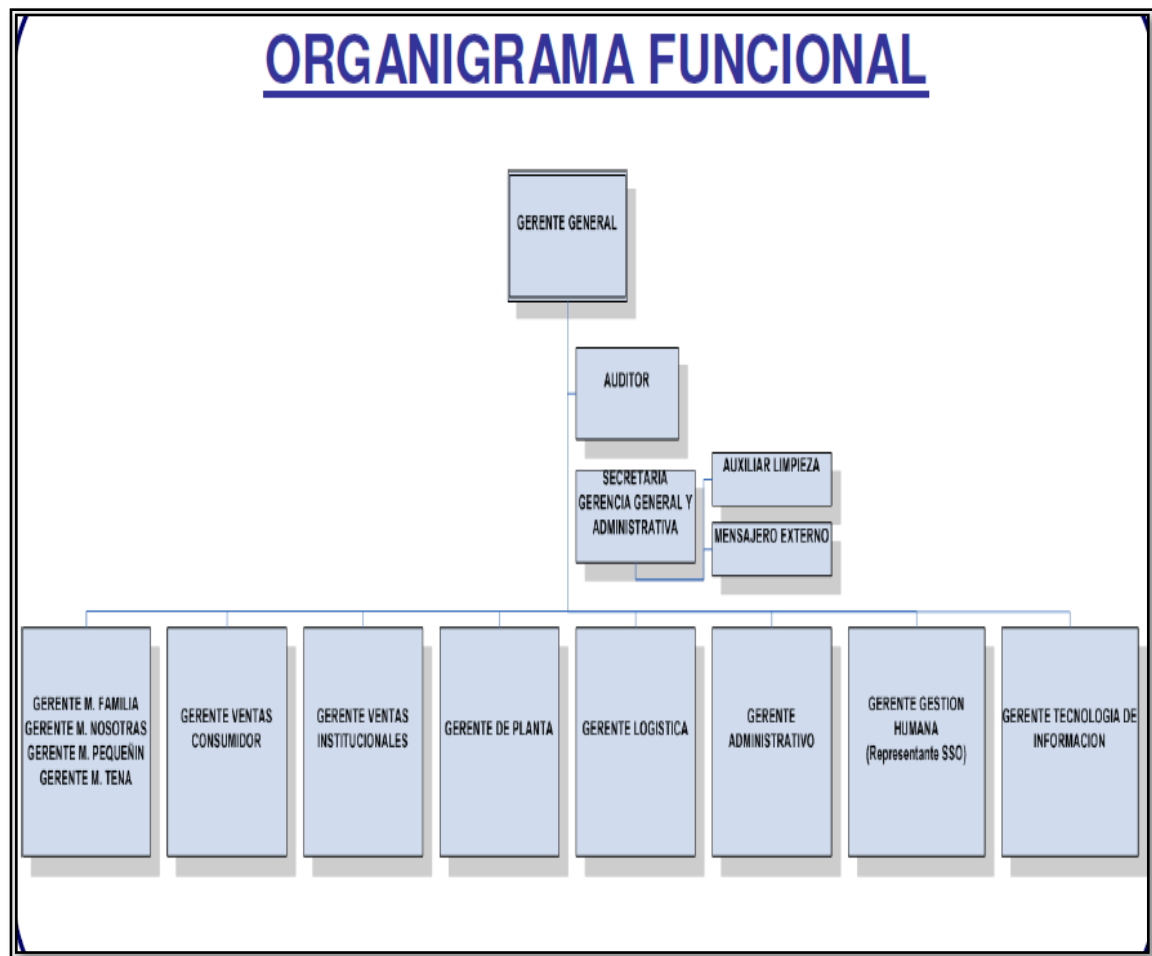 ORGANIGRAMA FUNCIONAL
GERENTE GENERAL
AUDITOR
SECRETARIA
GERENCIA GENERAL Y
ADMINISTRATIVA
AUXILIAR LIMPIEZA
MENSAJERO EXTERNO
GERENTE M. FAMILIA
GERENTE M. NOSOTRAS
GERENTE M. PEQUEÑIN
GERENTE M. TENA
GERENTE VENTAS
CONSUMIDOR
GERENTE VENTAS
INSTITUCIONALES
GERENTE DE PLANTA
GERENTE LOGISTICA
GERENTE
ADMINISTRATIVO
GERENTE GESTION
HUMANA
(Representante SSO)
GERENTE TECNOLOGIA DE
INFORMACION